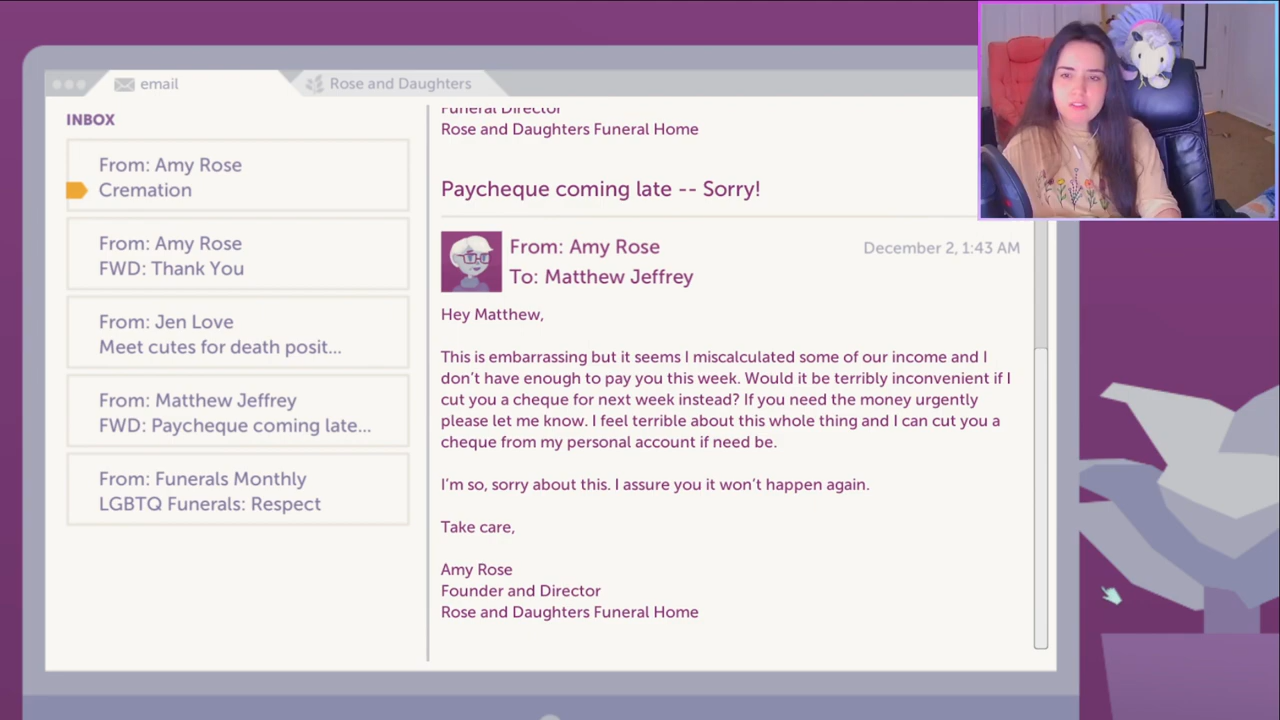 email
Rose and Daughters
INBOX
From: Amy Rose
Cremation
From: Amy Rose
FWD: Thank You
From: Jen Love
Meet cutes for death posit...
From: Matthew Jeffrey
FWD: Paycheque coming late...
From: Funerals Monthly
LGBTQ Funerals: Respect
Funeral Director
Rose and Daughters Funeral Home
Paycheque coming late -- Sorry!
From: Amy Rose
December 2, 1:43 AM
To: Matthew Jeffrey
Hey Matthew,
This is embarrassing but it seems I miscalculated some of our income and I
don't have enough to pay you this week. Would it be terribly inconvenient if I
cut you a cheque for next week instead? If you need the money urgently
please let me know. I feel terrible about this whole thing and I can cut you a
cheque from my personal account if need be.
I'm so, sorry about this. I assure you it won't happen again.
Take care,
Amy Rose
Founder and Director
Rose and Daughters Funeral Home